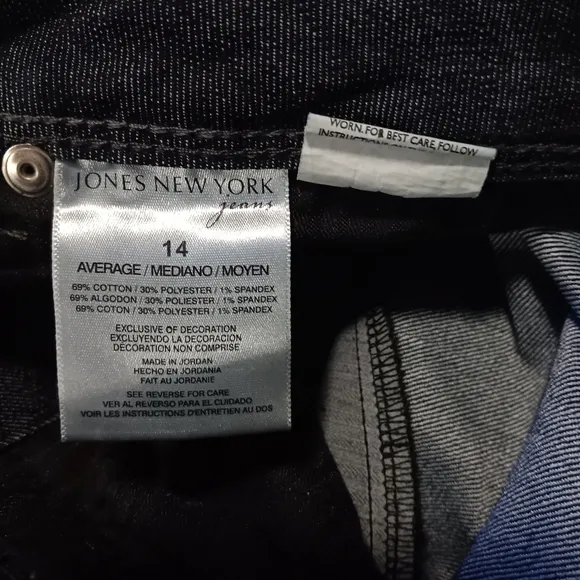 JONES NEW YORK
jeans
14
AVERAGE / MEDIANO / MOYEN
69% COTTON / 30% POLYESTER / 1% SPANDEX
69% ALGODON / 30% POLIESTER / 1% SPANDEX
69% COTON / 30% POLYESTER / 1% SPANDEX
EXCLUSIVE OF DECORATION
EXCLUYENDO LA DECORACION
DÉCORATION NON COMPRISE
MADE IN JORDAN
HECHO EN JORDANIA
FAIT AU JORDANIE
SEE REVERSE FOR CARE
VER AL REVERSO PARA EL CUIDADO
VOIR LES INSTRUCTIONS D'ENTRETIEN AU DOS
WORN. FOR BEST CARE, FOLLOW